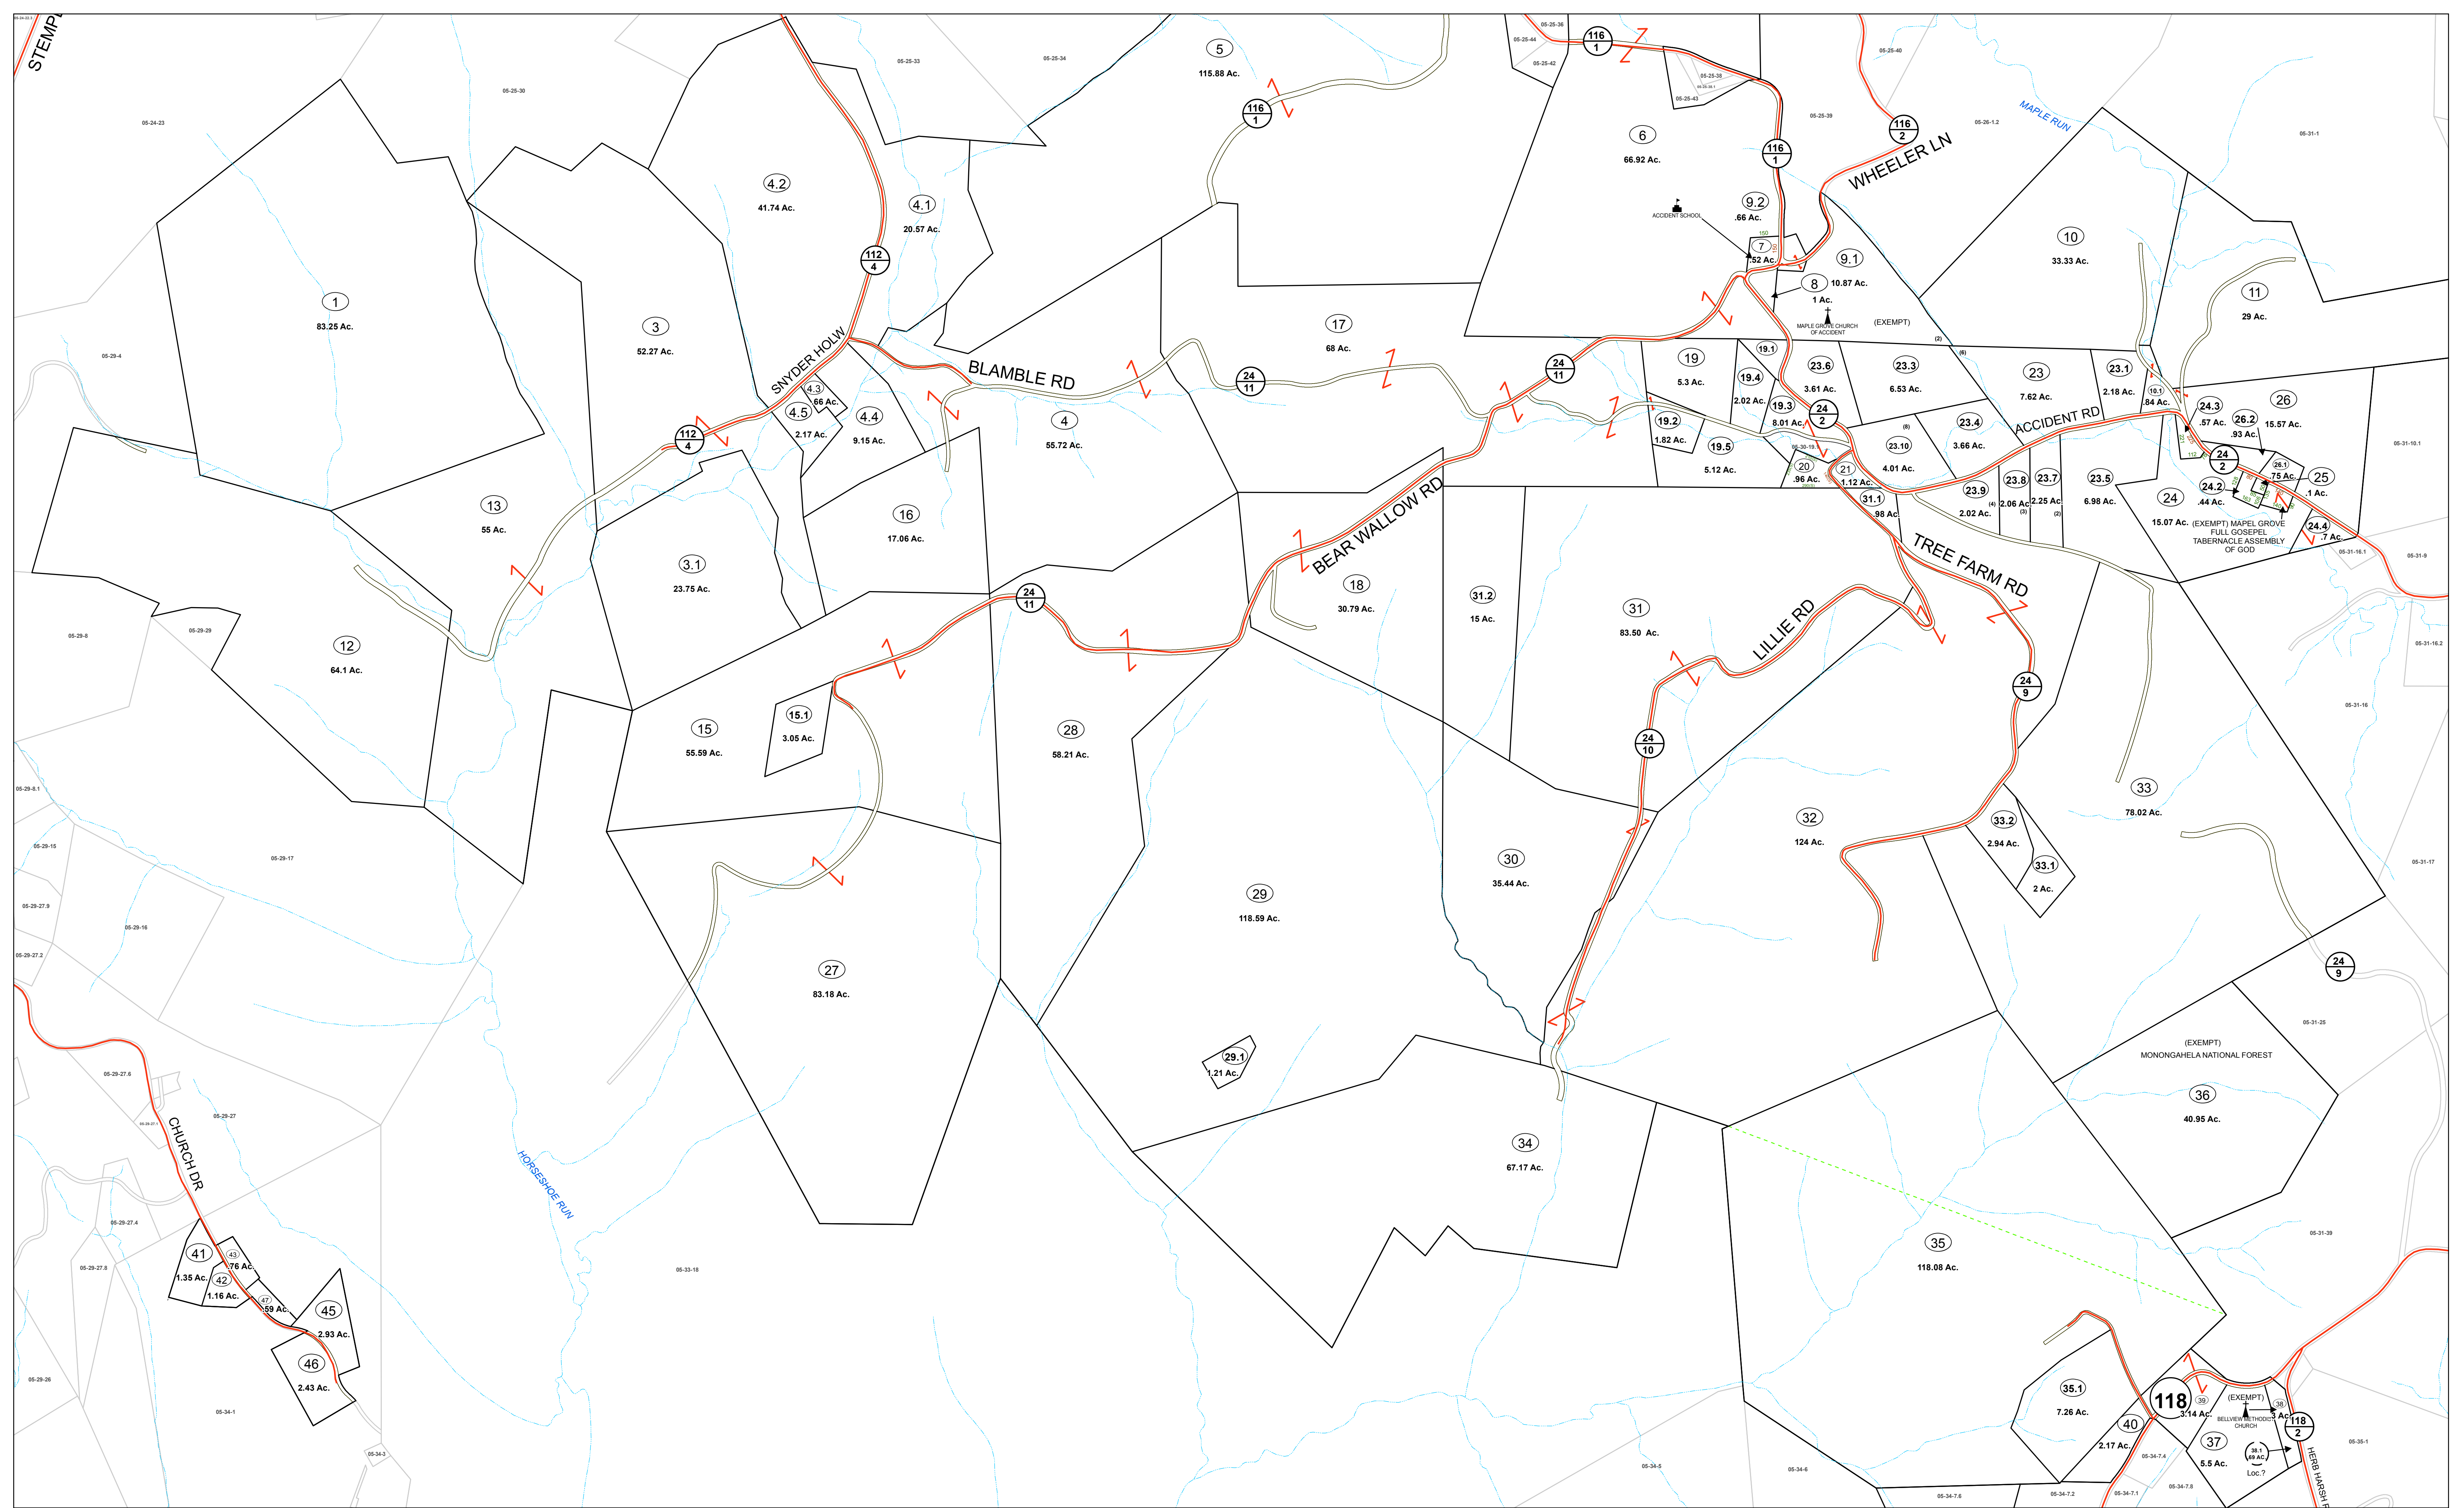 STEMPL
05-24-23
05-25-30
05-25-33
05-25-34
5
115.88 Ac.
116
1
05-25-36
05-25-44
05-25-42
116
1
05-25-38
05-25-43
05-25-40
05-25-39
116
1
116
2
05-26-1.2
MAPLE RUN
05-31-1
WHEELER LN
6
66.92 Ac.
ACCIDENT SCHOOL
9.2
.66 Ac.
150
150
7
.52 Ac.
8
1 Ac.
MAPLE GROVE CHURCH
OF ACCIDENT
(EXEMPT)
9.1
10.87 Ac.
10
33.33 Ac.
11
29 Ac.
4.2
41.74 Ac.
4.1
20.57 Ac.
112
4
1
83.25 Ac.
3
52.27 Ac.
05-29-4
SNYDER HOLW
BLAMBLE RD
17
68 Ac.
24
11
24
11
4.3
.66 Ac.
4.5
2.17 Ac.
4.4
9.15 Ac.
4
55.72 Ac.
112
4
19
5.3 Ac.
19.1
19.4
2.02 Ac.
19.3
8.01 Ac.
19.2
1.82 Ac.
19.5
5.12 Ac.
05-30-19.
20
.96 Ac.
21
1.12 Ac.
24
2
23.6
3.61 Ac.
23.3
6.53 Ac.
(2)
(6)
23
7.62 Ac.
23.1
2.18 Ac.
10.1
.84 Ac.
24.3
.57 Ac.
26.2
.93 Ac.
26
15.57 Ac.
05-31-10.1
ACCIDENT RD
23.4
3.66 Ac.
(8)
23.10
4.01 Ac.
23.9
2.02 Ac.
(4)
23.8
2.06 Ac.
(3)
23.7
2.25 Ac.
(2)
23.5
6.98 Ac.
24
15.07 Ac.
112
24
2
26.1
.75 Ac.
25
.1 Ac.
24.2
.44 Ac.
24.4
.7 Ac.
(EXEMPT) MAPEL GROVE
FULL GOSEPEL
TABERNACLE ASSEMBLY
OF GOD
05-31-16.1
05-31-9
31.1
.98 Ac.
13
55 Ac.
16
17.06 Ac.
3.1
23.75 Ac.
BEAR WALLOW RD
TREE FARM RD
LILLIE RD
18
30.79 Ac.
31.2
15 Ac.
31
83.50 Ac.
24
11
05-29-8
05-29-29
12
64.1 Ac.
05-31-16.2
05-31-16
24
9
15
55.59 Ac.
15.1
3.05 Ac.
28
58.21 Ac.
24
10
33
78.02 Ac.
05-29-8.1
05-29-15
05-29-17
05-29-27.9
05-29-16
05-29-27.2
32
124 Ac.
33.2
2.94 Ac.
33.1
2 Ac.
05-31-17
30
35.44 Ac.
29
118.59 Ac.
27
83.18 Ac.
24
9
05-31-25
(EXEMPT)
MONONGAHELA NATIONAL FOREST
36
40.95 Ac.
29.1
1.21 Ac.
05-29-27.6
05-29-27
CHURCH DR
HORSESHOE RUN
34
67.17 Ac.
05-29-27.4
05-29-27.8
05-31-39
35
118.08 Ac.
41
1.35 Ac.
43
.76 Ac.
42
1.16 Ac.
47
.59 Ac.
45
2.93 Ac.
46
2.43 Ac.
05-33-18
05-29-26
05-34-1
05-34-3
35.1
7.26 Ac.
118
39
3.14 Ac.
(EXEMPT)
BELLVIEW METHODIST
CHURCH
38
118
2
40
2.17 Ac.
37
5.5 Ac.
38.1
.69 AC.
Loc.?
HERB HARSH
05-35-1
05-34-5
05-34-6
05-34-7.4
05-34-7.6
05-34-7.2
05-34-7.1
05-34-7.8